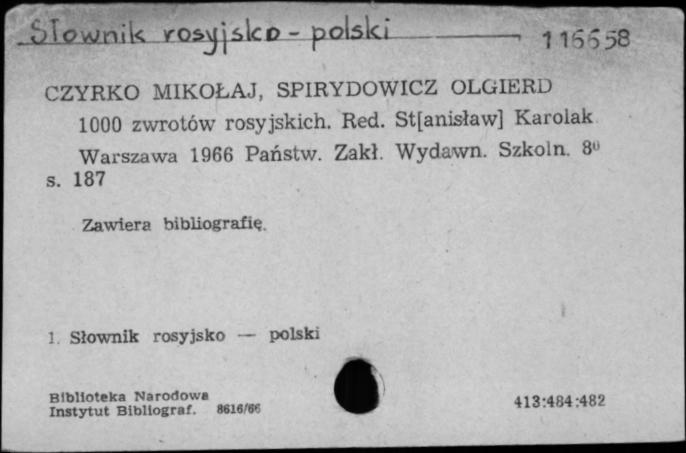 Słownik rosyjsko - polski 116658
CZYRKO MIKOŁAJ, SPIRYDOWICZ OLGIERD
1000 zwrotów rosyjskich. Red. St[anisław] Karolak
Warszawa 1966 Państw. Zakł. Wydawn. Szkoln. 8⁰
s. 187
Zawiera bibliografię.
1. Słownik rosyjsko — polski
Biblioteka Narodowa
Instytut Bibliograf. 8616/66
413:484:482